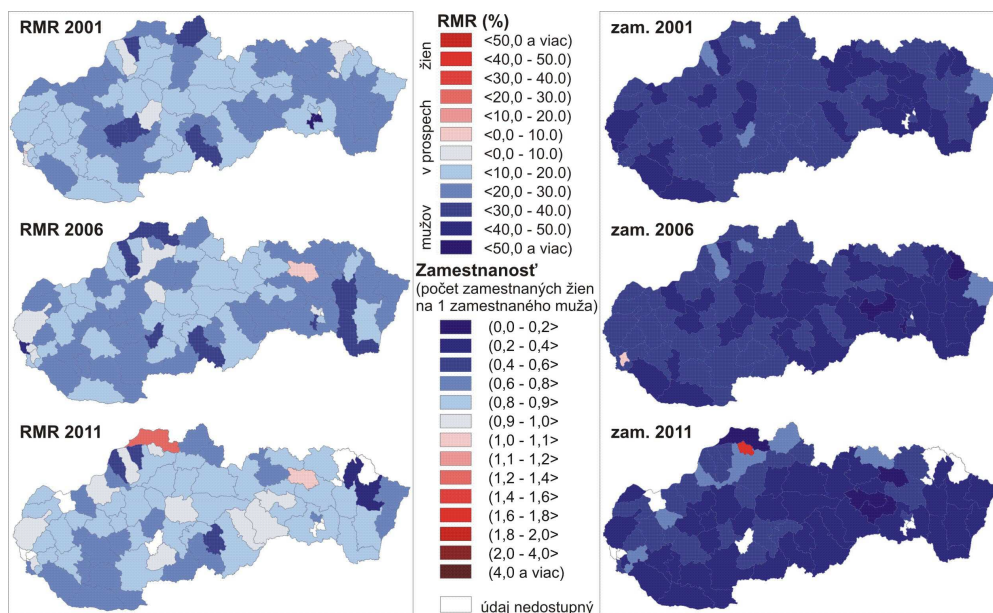 RMR 2001
RMR 2006
RMR 2011
RMR (%)
žien
v prospech
mužov
<50,0 a viac)
<40,0 - 50.0)
<30,0 - 40.0)
<20,0 - 30.0)
<10,0 - 20.0)
<0,0 - 10.0)
<0,0 - 10.0)
<10,0 - 20.0)
<20,0 - 30.0)
<30,0 - 40.0)
<40,0 - 50.0)
<50,0 a viac)
Zamestnanosť
(počet zamestnaných žien
na 1 zamestnaného muža)
(0,0 - 0,2>
(0,2 - 0,4>
(0,4 - 0,6>
(0,6 - 0,8>
(0,8 - 0,9>
(0,9 - 1,0>
(1,0 - 1,1>
(1,1 - 1,2>
(1,2 - 1,4>
(1,4 - 1,6>
(1,6 - 1,8>
(1,8 - 2,0>
(2,0 - 4,0>
(4,0 a viac)
údaj nedostupný
zam. 2001
zam. 2006
zam. 2011